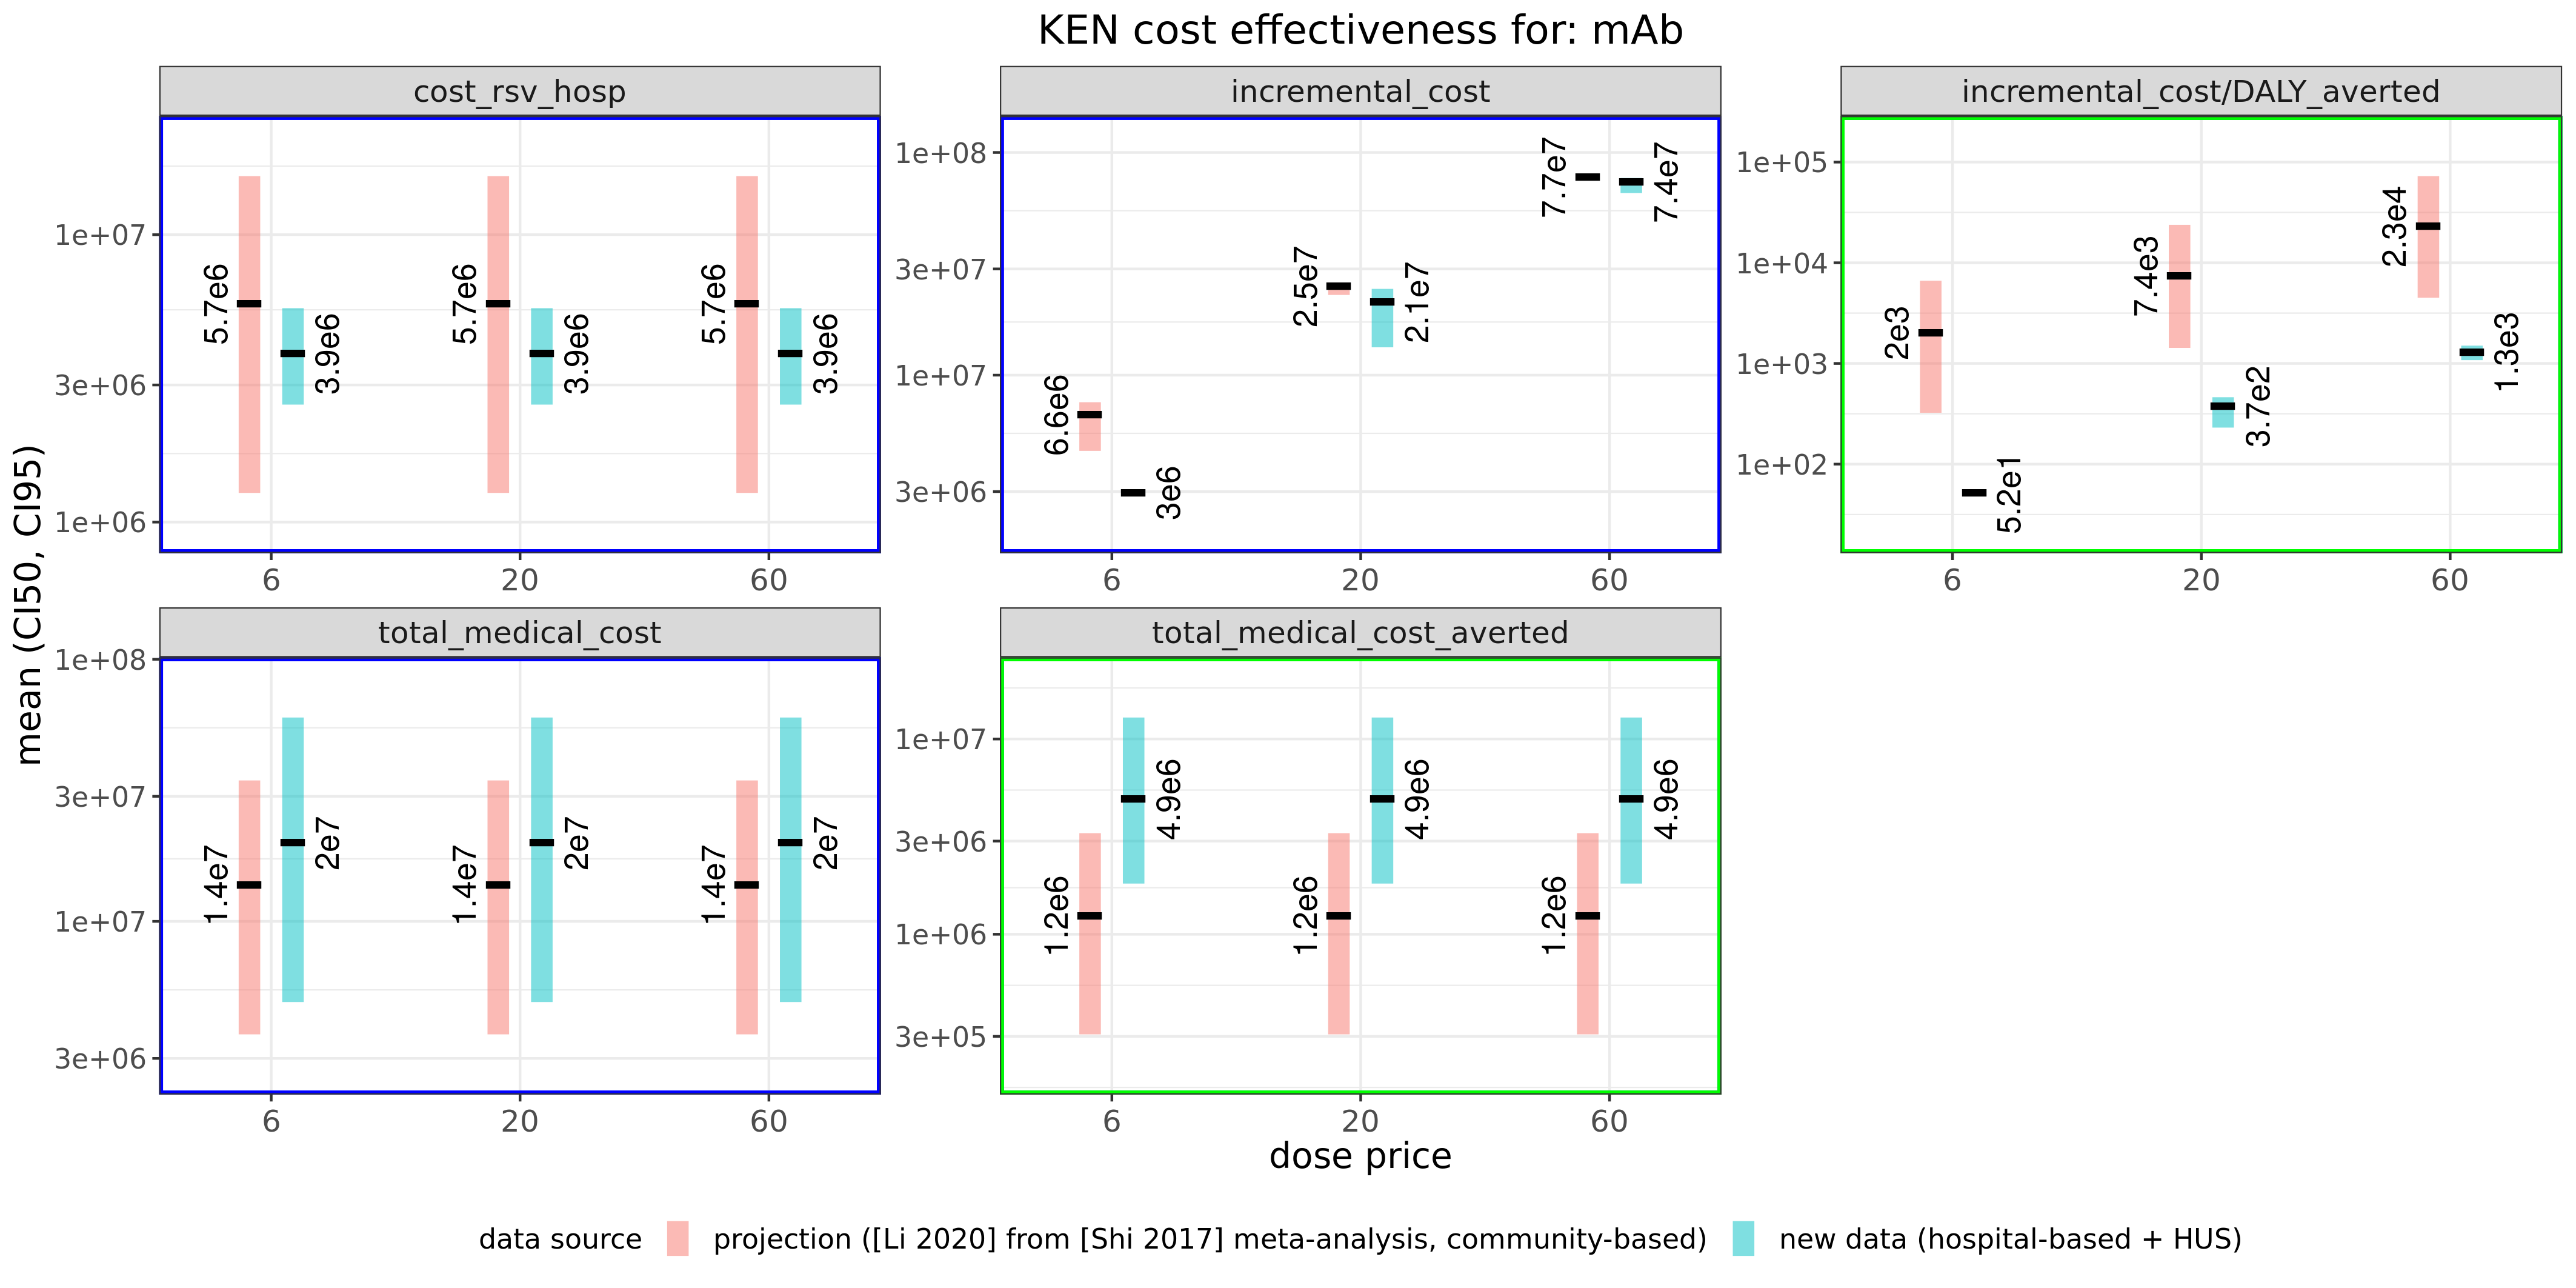 KEN cost effectiveness for: mAb
cost_rsv_hosp
incremental_cost
incremental_cost/DALY_averted
mean (CI50, CI95)
1e+07
3e+06
1e+06
5.7e6
3.9e6
5.7e6
3.9e6
5.7e6
3.9e6
6
20
60
1e+08
3e+07
1e+07
3e+06
6.6e6
3e6
2.5e7
2.1e7
7.7e7
7.4e7
6
20
60
1e+05
1e+04
1e+03
1e+02
2e3
5.2e1
7.4e3
3.7e2
2.3e4
1.3e3
6
20
60
total_medical_cost
total_medical_cost_averted
1e+08
3e+07
1e+07
3e+06
1.4e7
2e7
1.4e7
2e7
1.4e7
2e7
6
20
60
1e+07
3e+06
1e+06
3e+05
1.2e6
4.9e6
1.2e6
4.9e6
1.2e6
4.9e6
6
20
60
dose price
data source
projection ([Li 2020] from [Shi 2017] meta-analysis, community-based)
new data (hospital-based + HUS)